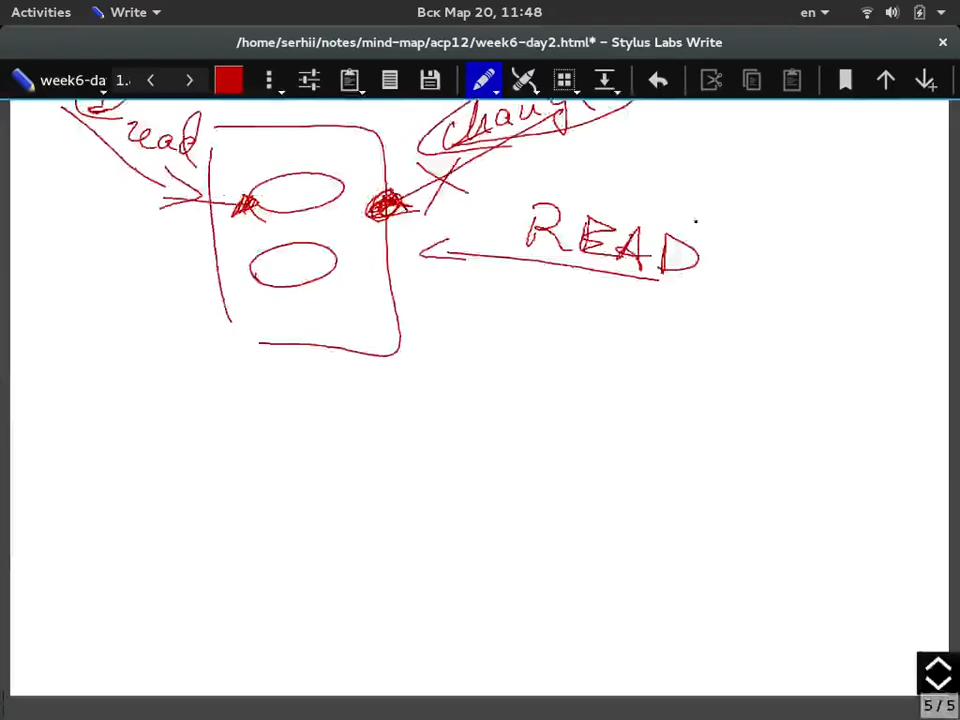 Activities Write Вск Мар 20, 11:48 en
/home/serhii/notes/mind-map/acp12/week6-day2.html* – Stylus Labs Write
week6-da 1.
read
READ
5 / 5